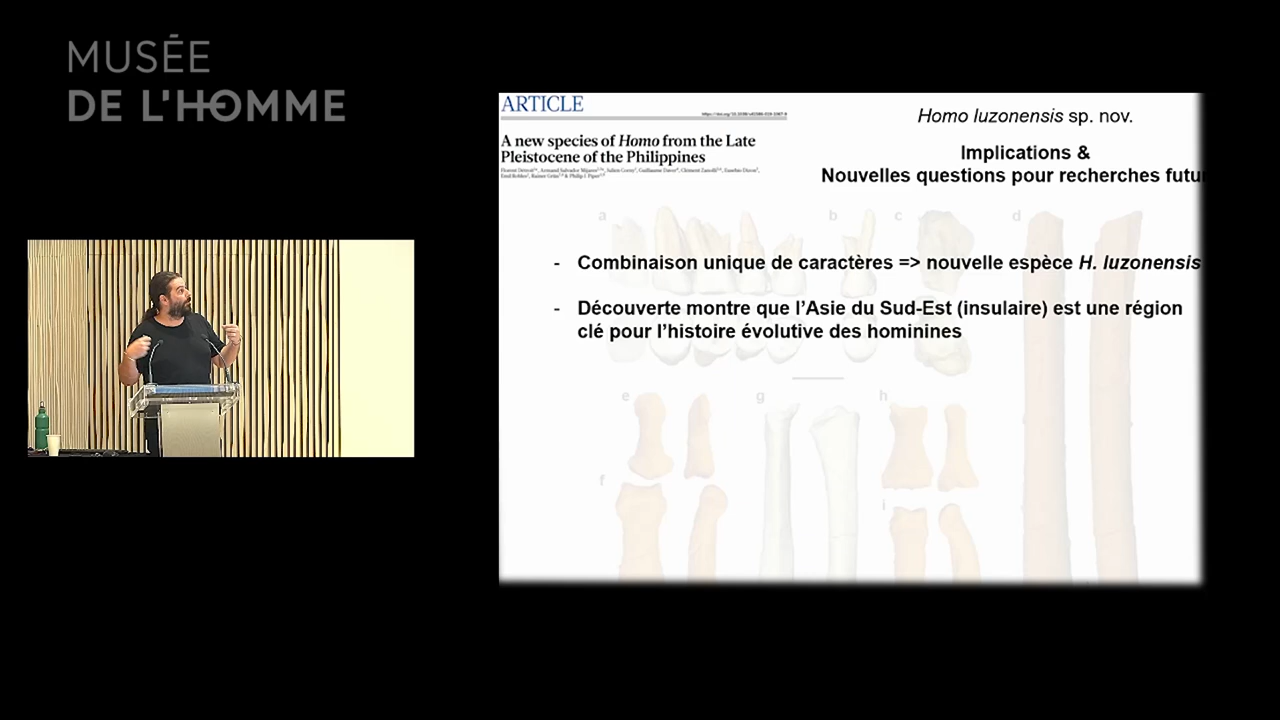 MUSÉE
DE L'HOMME
ARTICLE
A new species of Homo from the Late
Pleistocene of the Philippines
Homo luzonensis sp. nov.
Implications &
Nouvelles questions pour recherches futu
a
b
c
d
- Combinaison unique de caractères => nouvelle espèce H. luzonensis
- Découverte montre que l'Asie du Sud-Est (insulaire) est une région
clé pour l'histoire évolutive des hominines
e
g
h
f
i